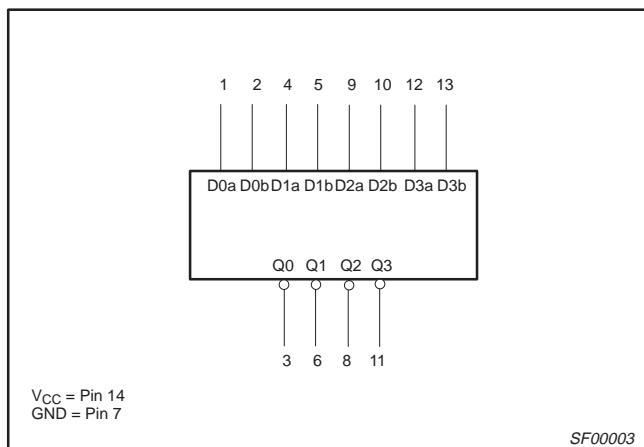 1 2 4 5 9 10 12 13
D0a D0b D1a D1b D2a D2b D3a D3b
Q0 Q1 Q2 Q3
3 6 8 11
VCC = Pin 14
GND = Pin 7
SF00003